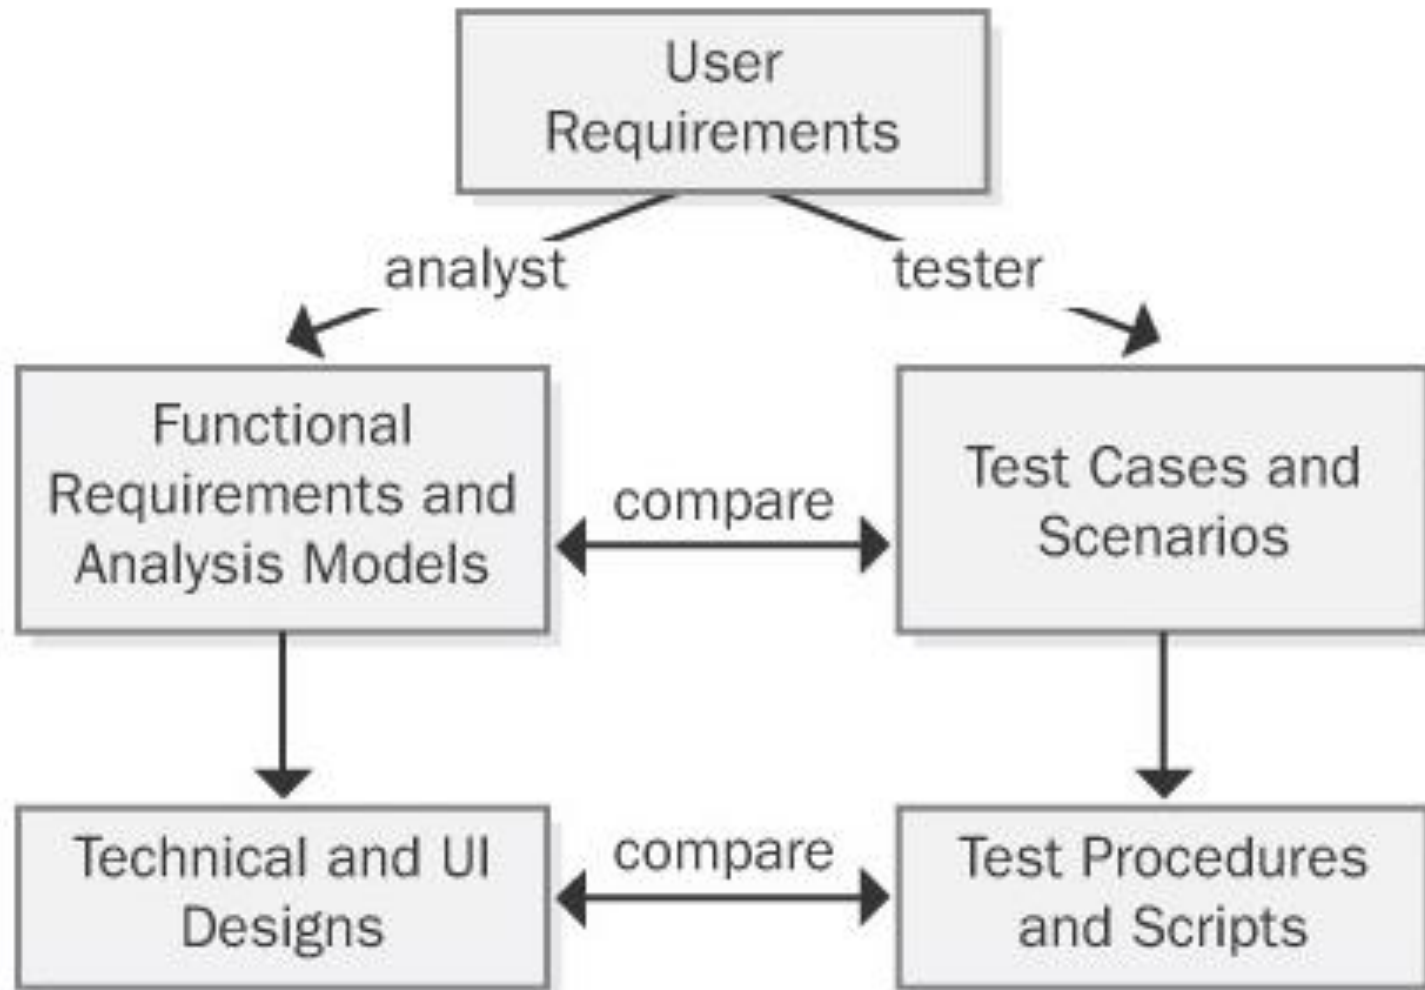 User
Requirements
analyst
tester
Functional
Requirements and
Analysis Models
compare
Test Cases and
Scenarios
Technical and UI
Designs
compare
Test Procedures
and Scripts